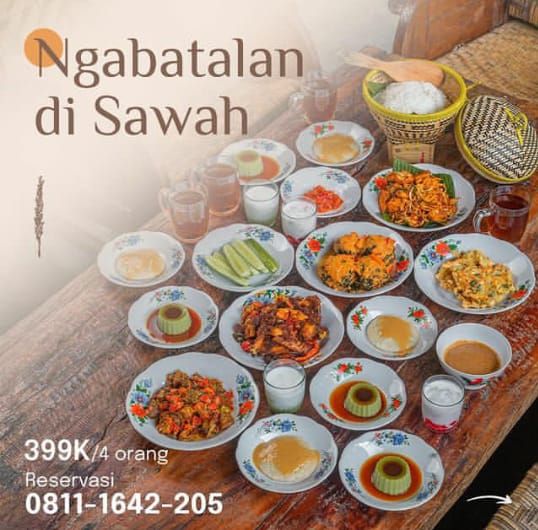 Ngabatalan
di Sawah
399K/4 orang
Reservasi
0811-1642-205